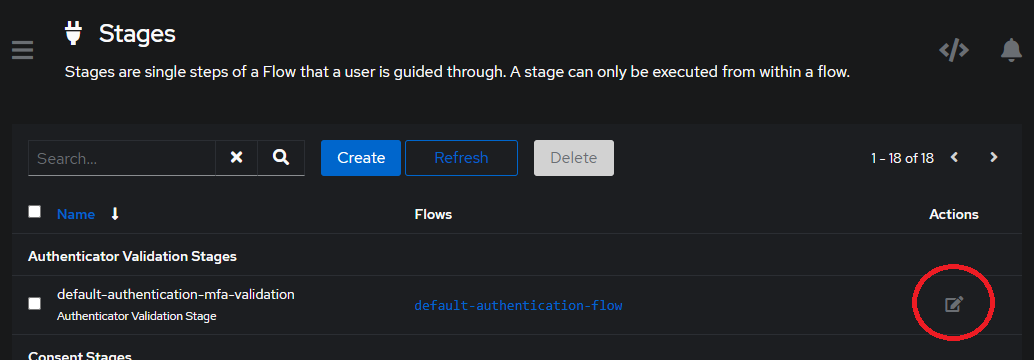 Stages
Stages are single steps of a Flow that a user is guided through. A stage can only be executed from within a flow.
Search...
Create
Refresh
Delete
1 - 18 of 18
Name
Flows
Actions
Authenticator Validation Stages
default-authentication-mfa-validation
Authenticator Validation Stage
default-authentication-flow
Consent Stages